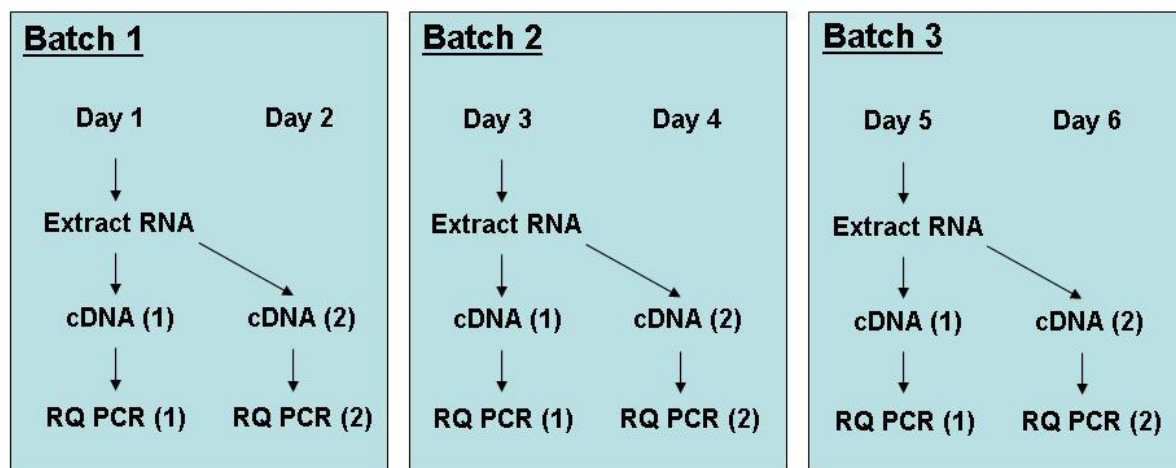 Batch 1
Day 1 Day 2
Extract RNA
cDNA (1) cDNA (2)
RQ PCR (1) RQ PCR (2)
Batch 2
Day 3 Day 4
Extract RNA
cDNA (1) cDNA (2)
RQ PCR (1) RQ PCR (2)
Batch 3
Day 5 Day 6
Extract RNA
cDNA (1) cDNA (2)
RQ PCR (1) RQ PCR (2)